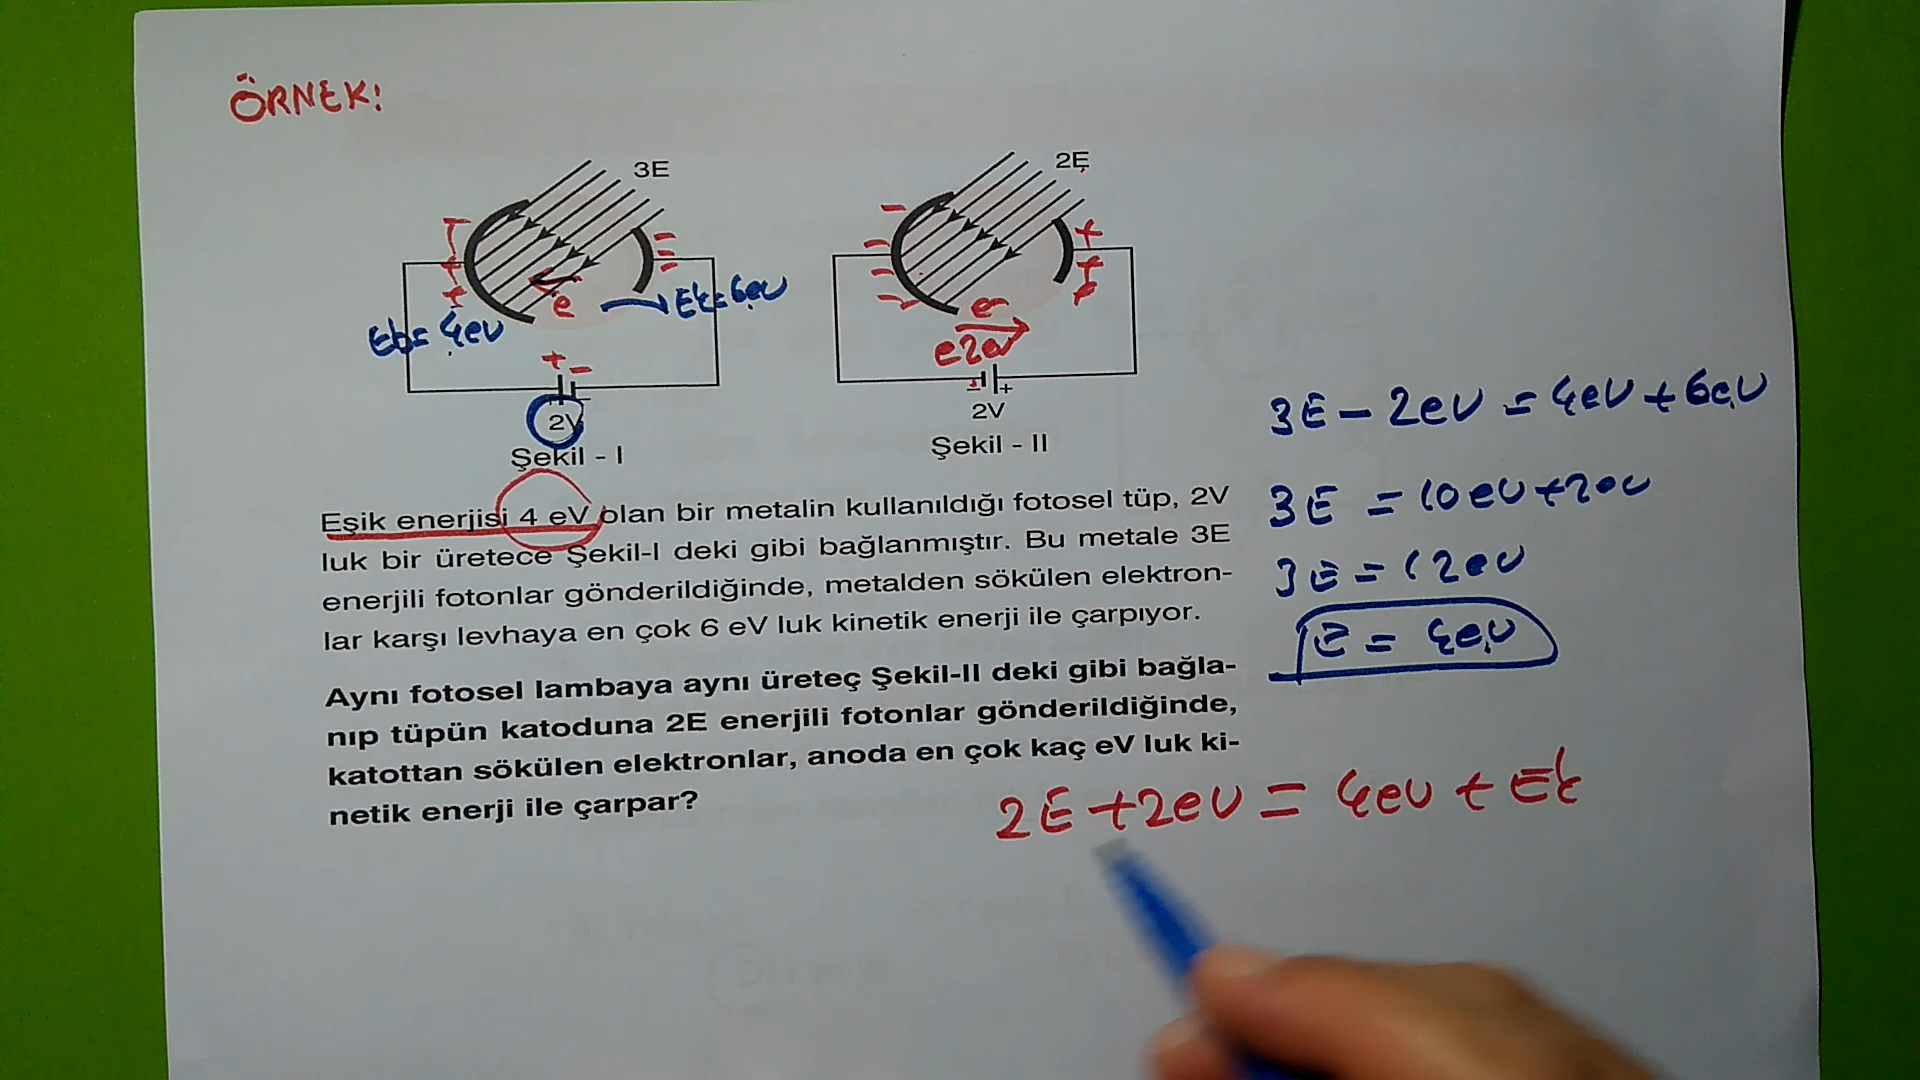 ÖRNEK!
3E
2E
- - -
+ + +
e
Ek=6eV
Eb=4eV
+ -
2V
Şekil - I
e
e2eV
- +
2V
Şekil - II
Eşik enerjisi 4 eV olan bir metalin kullanıldığı fotosel tüp, 2V
luk bir üretece Şekil-I deki gibi bağlanmıştır. Bu metale 3E
enerjili fotonlar gönderildiğinde, metalden sökülen elektron-
lar karşı levhaya en çok 6 eV luk kinetik enerji ile çarpıyor.
Aynı fotosel lambaya aynı üreteç Şekil-II deki gibi bağla-
nıp tüpün katoduna 2E enerjili fotonlar gönderildiğinde,
katottan sökülen elektronlar, anoda en çok kaç eV luk ki-
netik enerji ile çarpar?
3E - 2eV = 4eV + 6eV
3E = 10eV + 2eV
3E = 12eV
E = 4eV
2E + 2eV = 4eV + Ek